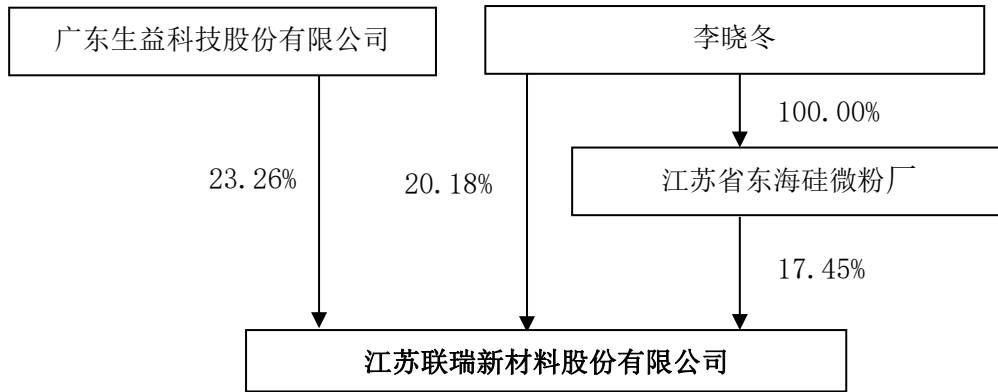 广东生益科技股份有限公司
李晓冬
100.00%
23.26%
20.18%
江苏省东海硅微粉厂
17.45%
江苏联瑞新材料股份有限公司